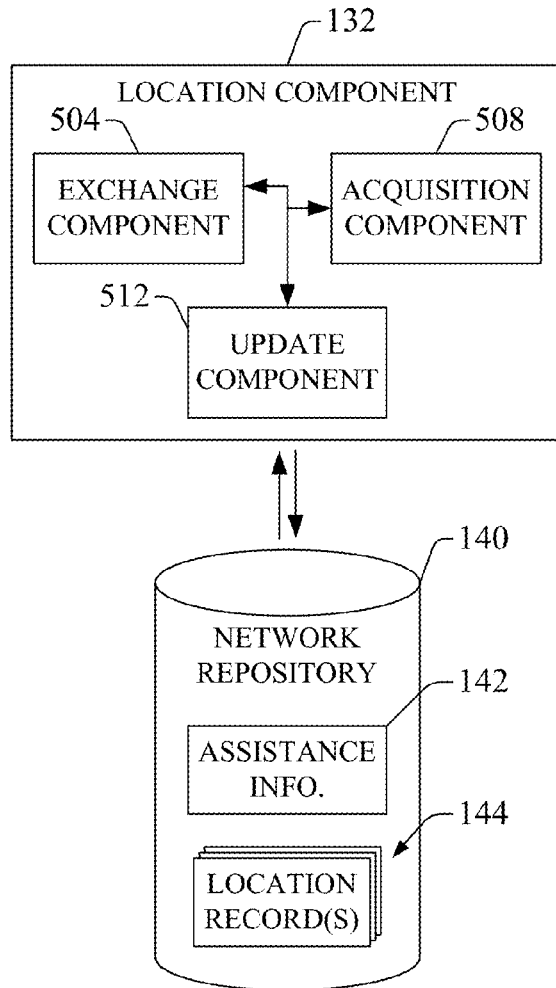 132
LOCATION COMPONENT
504
508
EXCHANGE
COMPONENT
ACQUISITION
COMPONENT
512
UPDATE
COMPONENT
140
NETWORK
REPOSITORY
142
ASSISTANCE
INFO.
144
LOCATION
RECORD(S)